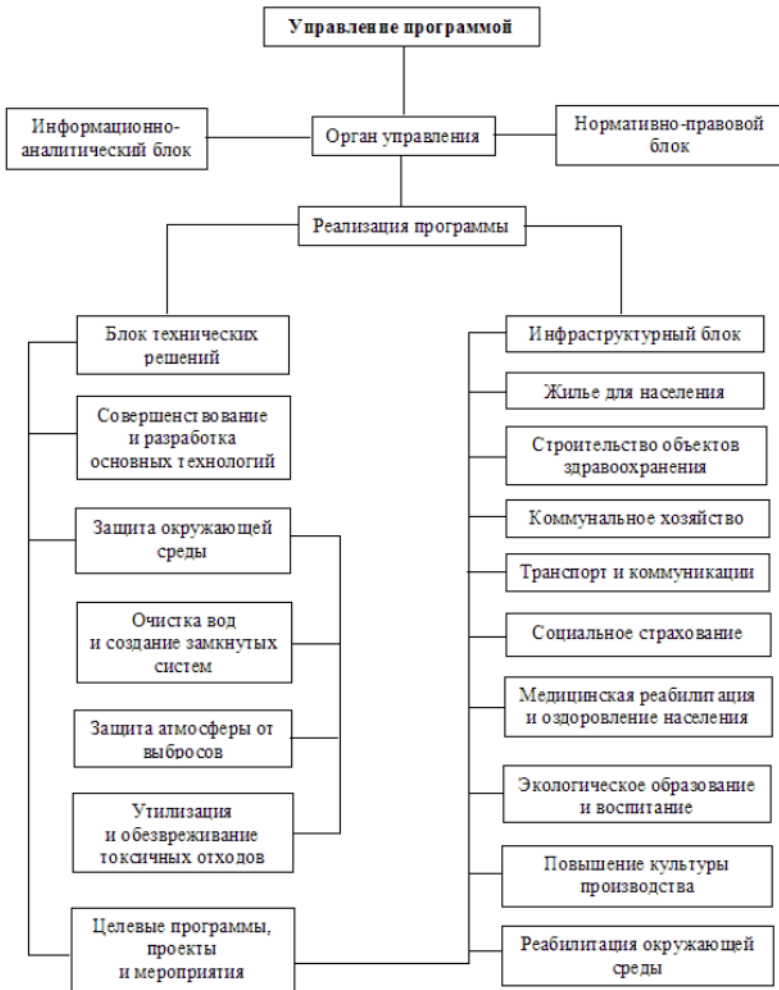 Управление программой
Информационно-
аналитический блок
Орган управления
Нормативно-правовой
блок
Реализация программы
Блок технических
решений
Совершенствование
и разработка
основных технологий
Защита окружающей
среды
Очистка вод
и создание замкнутых
систем
Защита атмосферы от
выбросов
Утилизация
и обезвреживание
токсичных отходов
Целевые программы,
проекты
и мероприятия
Инфраструктурный блок
Жилье для населения
Строительство объектов
здравоохранения
Коммунальное хозяйство
Транспорт и коммуникации
Социальное страхование
Медицинская реабилитация
и оздоровление населения
Экологическое образование
и воспитание
Повышение культуры
производства
Реабилитация окружающей
среды